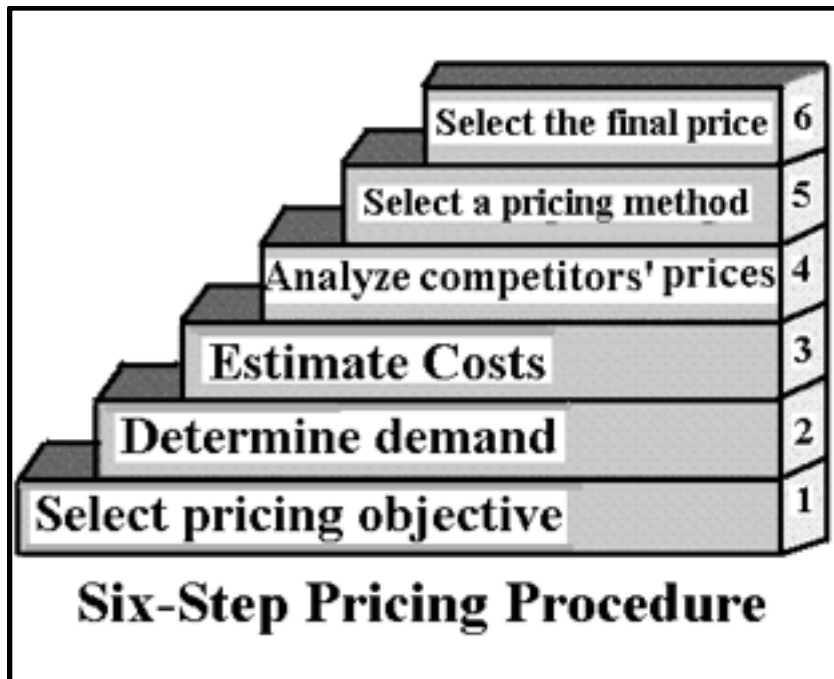 Select the final price 6
Select a pricing method 5
Analyze competitors' prices 4
Estimate Costs 3
Determine demand 2
Select pricing objective 1
Six-Step Pricing Procedure